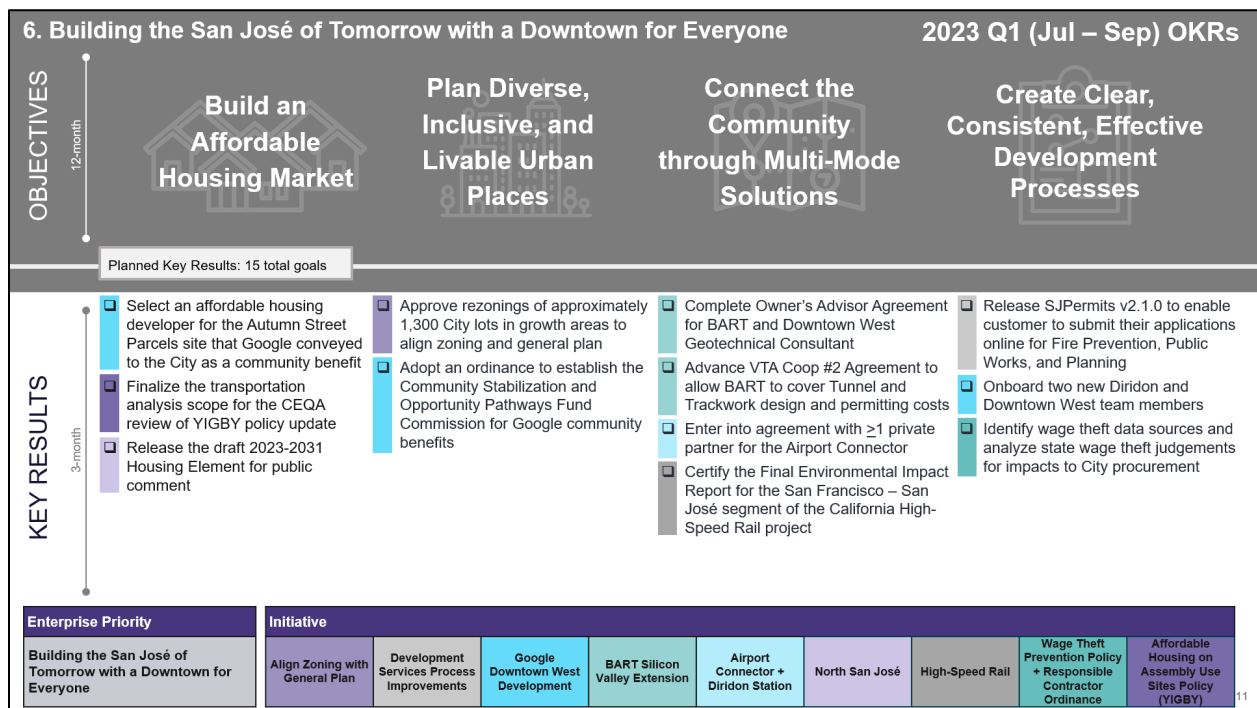 6. Building the San José of Tomorrow with a Downtown for Everyone
2023 Q1 (Jul – Sep) OKRs
OBJECTIVES
12-month
Build an
Affordable
Housing Market
Plan Diverse,
Inclusive, and
Livable Urban
Places
Connect the
Community
through Multi-Mode
Solutions
Create Clear,
Consistent, Effective
Development
Processes
Planned Key Results: 15 total goals
KEY RESULTS
3-month
❑ Select an affordable housing
developer for the Autumn Street
Parcels site that Google conveyed
to the City as a community benefit
❑ Finalize the transportation
analysis scope for the CEQA
review of YIGBY policy update
❑ Release the draft 2023-2031
Housing Element for public
comment
❑ Approve rezonings of approximately
1,300 City lots in growth areas to
align zoning and general plan
❑ Adopt an ordinance to establish the
Community Stabilization and
Opportunity Pathways Fund
Commission for Google community
benefits
❑ Complete Owner’s Advisor Agreement
for BART and Downtown West
Geotechnical Consultant
❑ Advance VTA Coop #2 Agreement to
allow BART to cover Tunnel and
Trackwork design and permitting costs
❑ Enter into agreement with >1 private
partner for the Airport Connector
❑ Certify the Final Environmental Impact
Report for the San Francisco – San
José segment of the California High-
Speed Rail project
❑ Release SJPermits v2.1.0 to enable
customer to submit their applications
online for Fire Prevention, Public
Works, and Planning
❑ Onboard two new Diridon and
Downtown West team members
❑ Identify wage theft data sources and
analyze state wage theft judgements
for impacts to City procurement
Enterprise Priority
Initiative
Building the San José of
Tomorrow with a Downtown for
Everyone
Align Zoning with
General Plan
Development
Services Process
Improvements
Google
Downtown West
Development
BART Silicon
Valley Extension
Airport
Connector +
Diridon Station
North San José
High-Speed Rail
Wage Theft
Prevention Policy
+ Responsible
Contractor
Ordinance
Affordable
Housing on
Assembly Use
Sites Policy
(YIGBY)
11